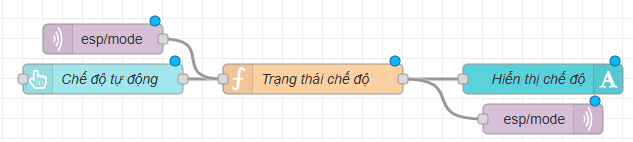 esp/mode
Chế độ tự động
Trạng thái chế độ
Hiển thị chế độ
esp/mode